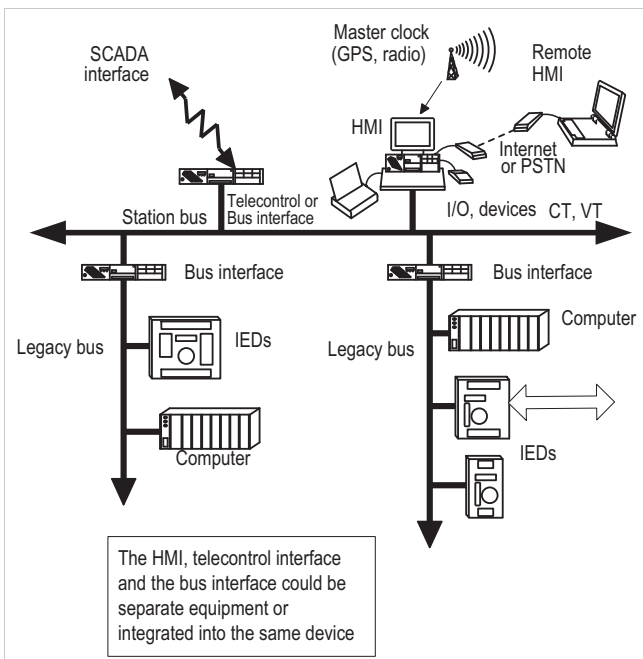 Master clock
(GPS, radio)
SCADA
interface
Remote
HMI
HMI
Internet
or PSTN
Telecontrol or
Bus interface
Station bus
I/O, devices
CT, VT
Bus interface
Bus interface
Legacy bus
IEDs
Computer
Computer
Legacy bus
IEDs
The HMI, telecontrol interface
and the bus interface could be
separate equipment or
integrated into the same device